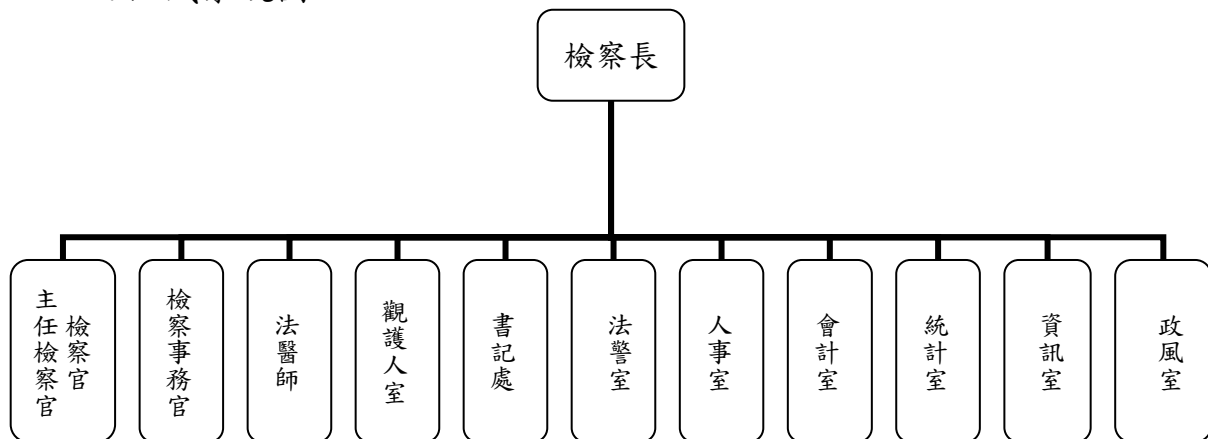 檢察長
主任檢察官
檢察官
檢察事務官
法醫師
觀護人室
書記處
法警室
人事室
會計室
統計室
資訊室
政風室